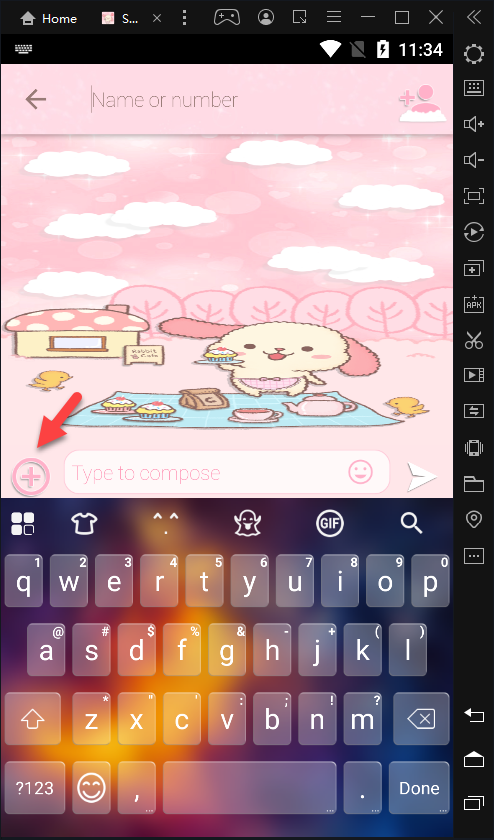 Home
S...
11:34
Name or number
Rabbit
Cafe
Type to compose
GIF
1 2 3 4 5 6 7 8 9 0
q w e r t y u i o p
@ # $ % & - + ( )
a s d f g h j k l
* " ' : ; ! ?
z x c v b n m
?123 , ... . ... Done
APK